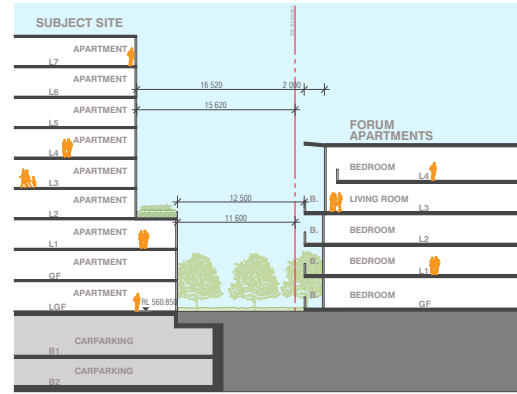 SUBJECT SITE
APARTMENT
L7
APARTMENT
L6
APARTMENT
L5
APARTMENT
L4
APARTMENT
L3
APARTMENT
L2
APARTMENT
L1
APARTMENT
GF
APARTMENT
LGF
RL 560.850
CARPARKING
B1
CARPARKING
B2
16 520
2 000
15 620
12 500
11 600
FORUM
APARTMENTS
BEDROOM
L4
B.
LIVING ROOM
L3
B.
BEDROOM
L2
B.
BEDROOM
L1
B.
BEDROOM
GF